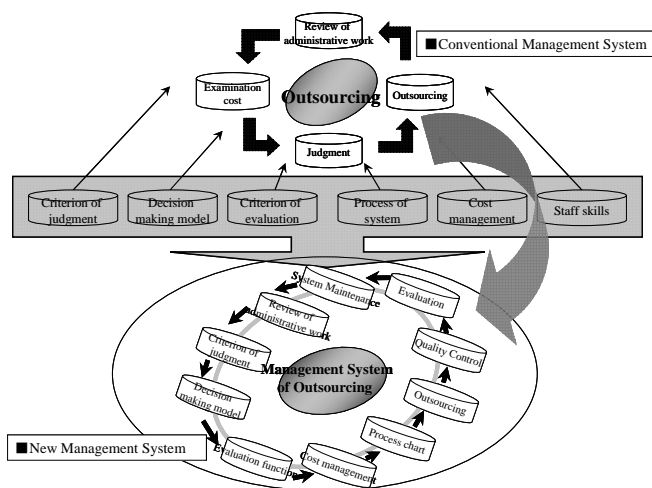 Review of
administrative work
■Conventional Management System
Examination
cost
Outsourcing
Outsourcing
Judgment
Criterion of
judgment
Decision
making model
Criterion of
evaluation
Process of
system
Cost
management
Staff skills
System Maintenance
Evaluation
Review of
administrative work
Criterion of
judgment
Quality Control
Management System
of Outsourcing
Decision
making model
Outsourcing
Process chart
■New Management System
Evaluation function
Cost management